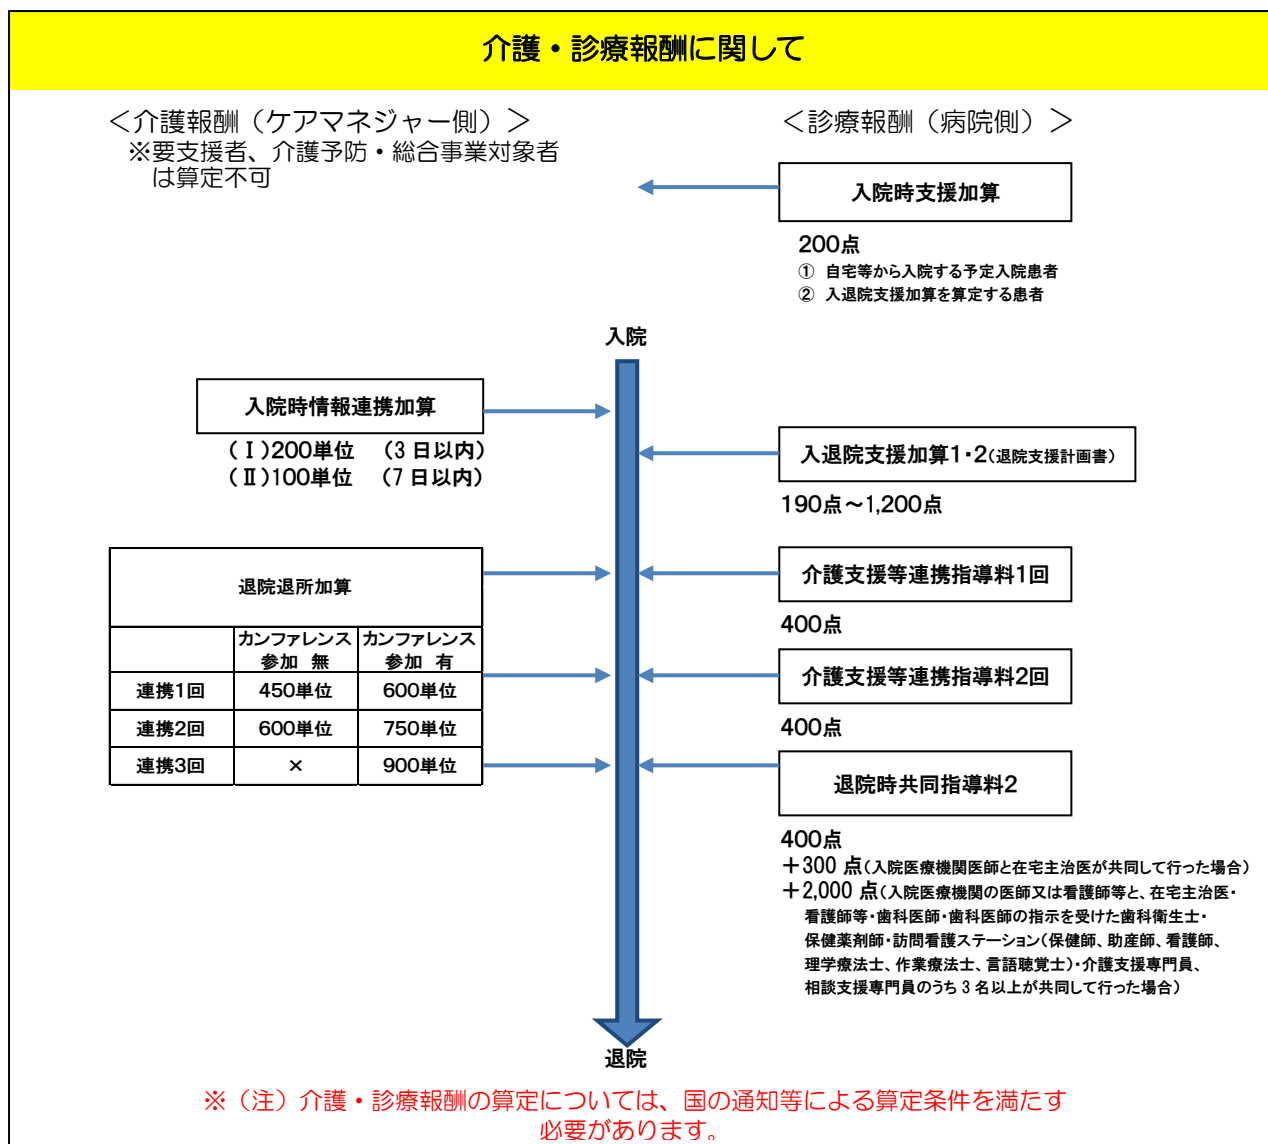 介護・診療報酬に関して
＜介護報酬（ケアマネジャー側）＞
※要支援者、介護予防・総合事業対象者
は算定不可
＜診療報酬（病院側）＞
入院時支援加算
200点
① 自宅等から入院する予定入院患者
② 入退院支援加算を算定する患者
入院
入院時情報連携加算
（Ⅰ）200単位 （3日以内）
（Ⅱ）100単位 （7日以内）
入退院支援加算1・2（退院支援計画書）
190点～1,200点
退院退所加算
カンファレンス 参加 無
カンファレンス 参加 有
連携1回 450単位 600単位
連携2回 600単位 750単位
連携3回 × 900単位
介護支援等連携指導料1回
400点
介護支援等連携指導料2回
400点
退院時共同指導料2
400点
＋300 点（入院医療機関医師と在宅主治医が共同して行った場合）
＋2,000 点（入院医療機関の医師又は看護師等と、在宅主治医・
看護師等・歯科医師・歯科医師の指示を受けた歯科衛生士・
保健薬剤師・訪問看護ステーション（保健師、助産師、看護師、
理学療法士、作業療法士、言語聴覚士）・介護支援専門員、
相談支援専門員のうち 3 名以上が共同して行った場合）
退院
※（注）介護・診療報酬の算定については、国の通知等による算定条件を満たす
必要があります。